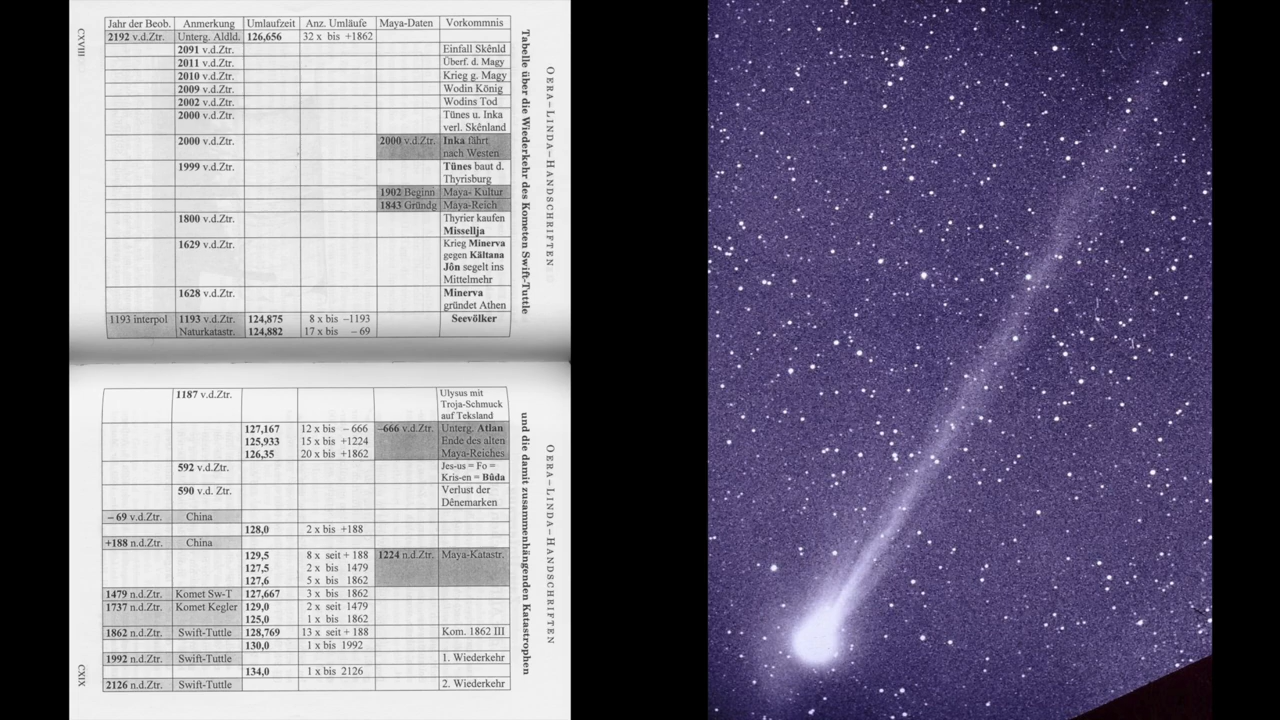 CXVIII
OERA-LINDA-HANDSCHRIFTEN
Tabelle über die Wiederkehr des Kometen Swift-Tuttle
Jahr der Beob. Anmerkung Umlaufzeit Anz. Umläufe Maya-Daten Vorkommnis
2192 v.d.Ztr. Unterg. Aldld. 126,656 32 x bis +1862
2091 v.d.Ztr. Einfall Skênld
2011 v.d.Ztr. Überf. d. Magy
2010 v.d.Ztr. Krieg g. Magy
2009 v.d.Ztr. Wodin König
2002 v.d.Ztr. Wodins Tod
2000 v.d.Ztr. Tünes u. Inka
verl. Skênland
2000 v.d.Ztr. 2000 v.d.Ztr. Inka fährt
nach Westen
1999 v.d.Ztr. Tünes baut d.
Thyrisburg
1902 Beginn Maya- Kultur
1843 Gründg Maya-Reich
1800 v.d.Ztr. Thyrier kaufen
Missellja
1629 v.d.Ztr. Krieg Minerva
gegen Kältana
Jôn segelt ins
Mittelmehr
1628 v.d.Ztr. Minerva
gründet Athen
1193 interpol 1193 v.d.Ztr. 124,875 8 x bis –1193 Seevölker
Naturkatastr. 124,882 17 x bis – 69
OERA-LINDA-HANDSCHRIFTEN
und die damit zusammenhängenden Katastrophen
1187 v.d.Ztr. Ulysus mit
Troja-Schmuck
auf Teksland
127,167 12 x bis – 666 –666 v.d.Ztr. Unterg. Atlan
125,933 15 x bis +1224 Ende des alten
126,35 20 x bis +1862 Maya-Reiches
592 v.d.Ztr. Jes-us = Fo =
Kris-en = Bûda
590 v.d. Ztr. Verlust der
Dênemarken
– 69 v.d.Ztr. China
128,0 2 x bis +188
+188 n.d.Ztr. China
129,5 8 x seit + 188 1224 n.d.Ztr. Maya-Katastr.
127,5 2 x bis 1479
127,6 5 x bis 1862
1479 n.d.Ztr. Komet Sw-T 127,667 3 x bis 1862
1737 n.d.Ztr. Komet Kegler 129,0 2 x seit 1479
125,0 1 x bis 1862
1862 n.d.Ztr. Swift-Tuttle 128,769 13 x seit + 188 Kom. 1862 III
130,0 1 x bis 1992
1992 n.d.Ztr. Swift-Tuttle 1. Wiederkehr
134,0 1 x bis 2126
2126 n.d.Ztr. Swift-Tuttle 2. Wiederkehr
CXIX